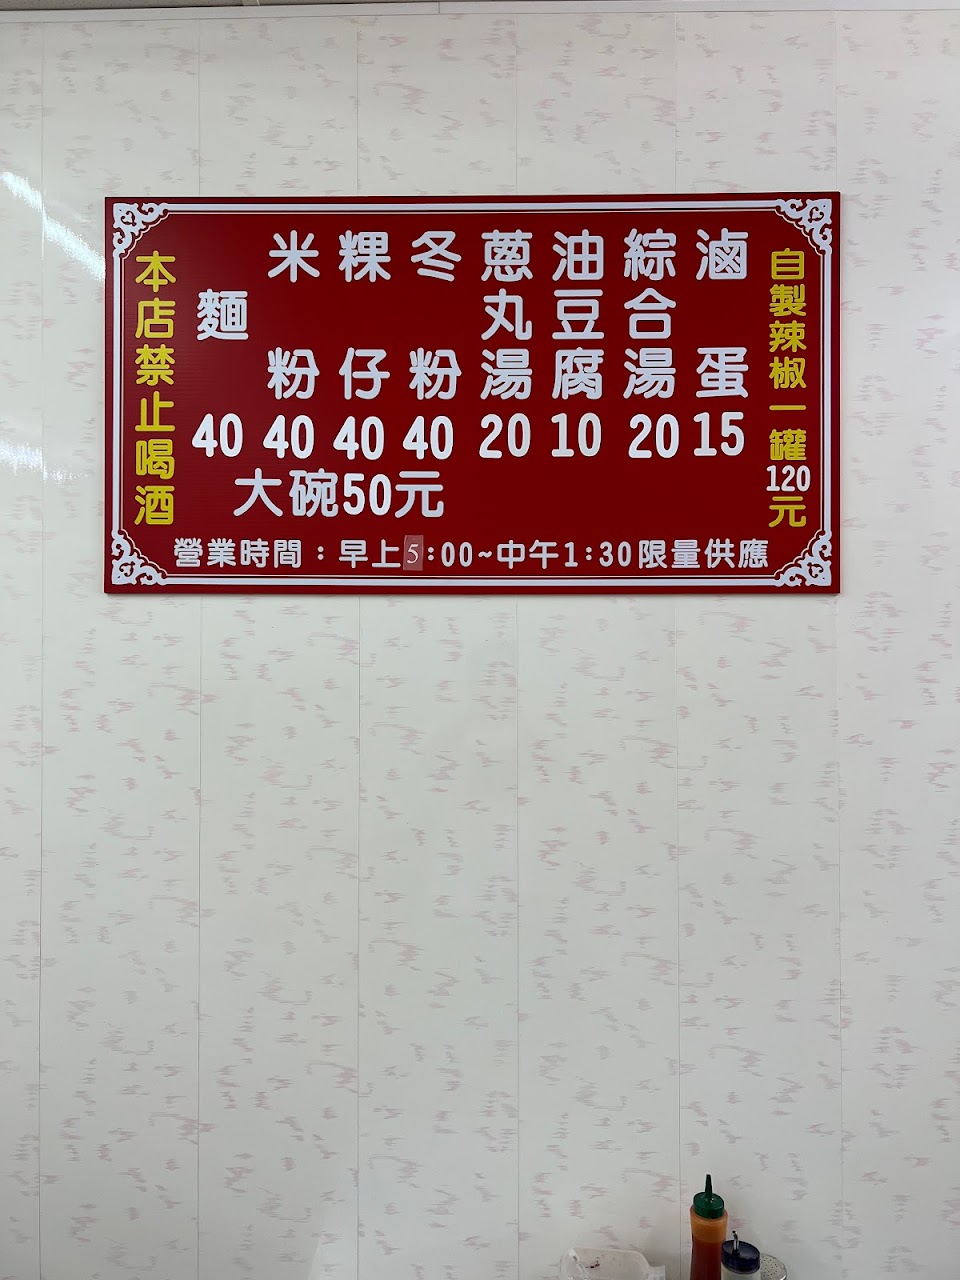 本店禁止喝酒
麵 40
米粉 40
粿仔 40
冬粉 40
蔥丸湯 20
油豆腐 10
綜合湯 20
滷蛋 15
大碗50元
自製辣椒一罐120元
營業時間：早上5:00~中午1:30限量供應